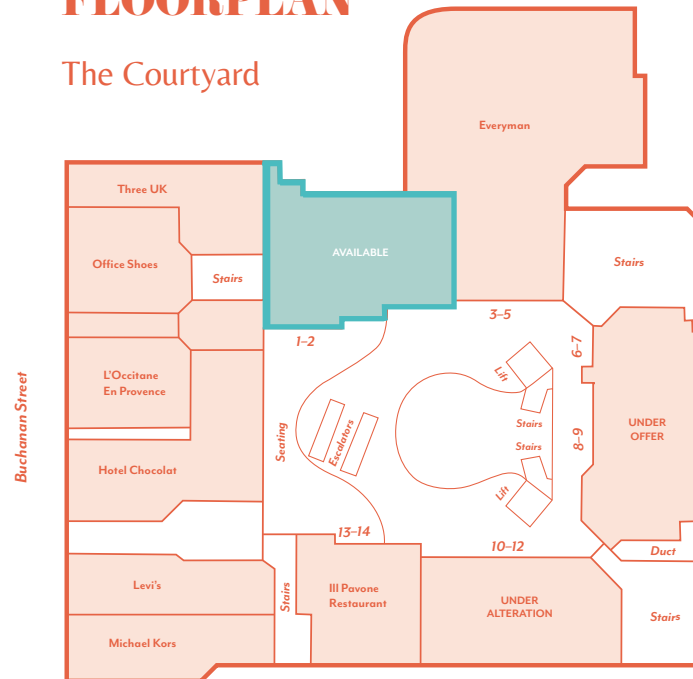 FLOORPLAN
The Courtyard
Everyman
Three UK
AVAILABLE
Office Shoes
Stairs
Stairs
3–5
1–2
6–7
Lift
L'Occitane
En Provence
Buchanan Street
Seating
Escalators
Stairs
Stairs
8–9
UNDER
OFFER
Hotel Chocolat
Lift
13–14
10–12
Duct
Levi's
Stairs
Ill Pavone
Restaurant
UNDER
ALTERATION
Stairs
Michael Kors